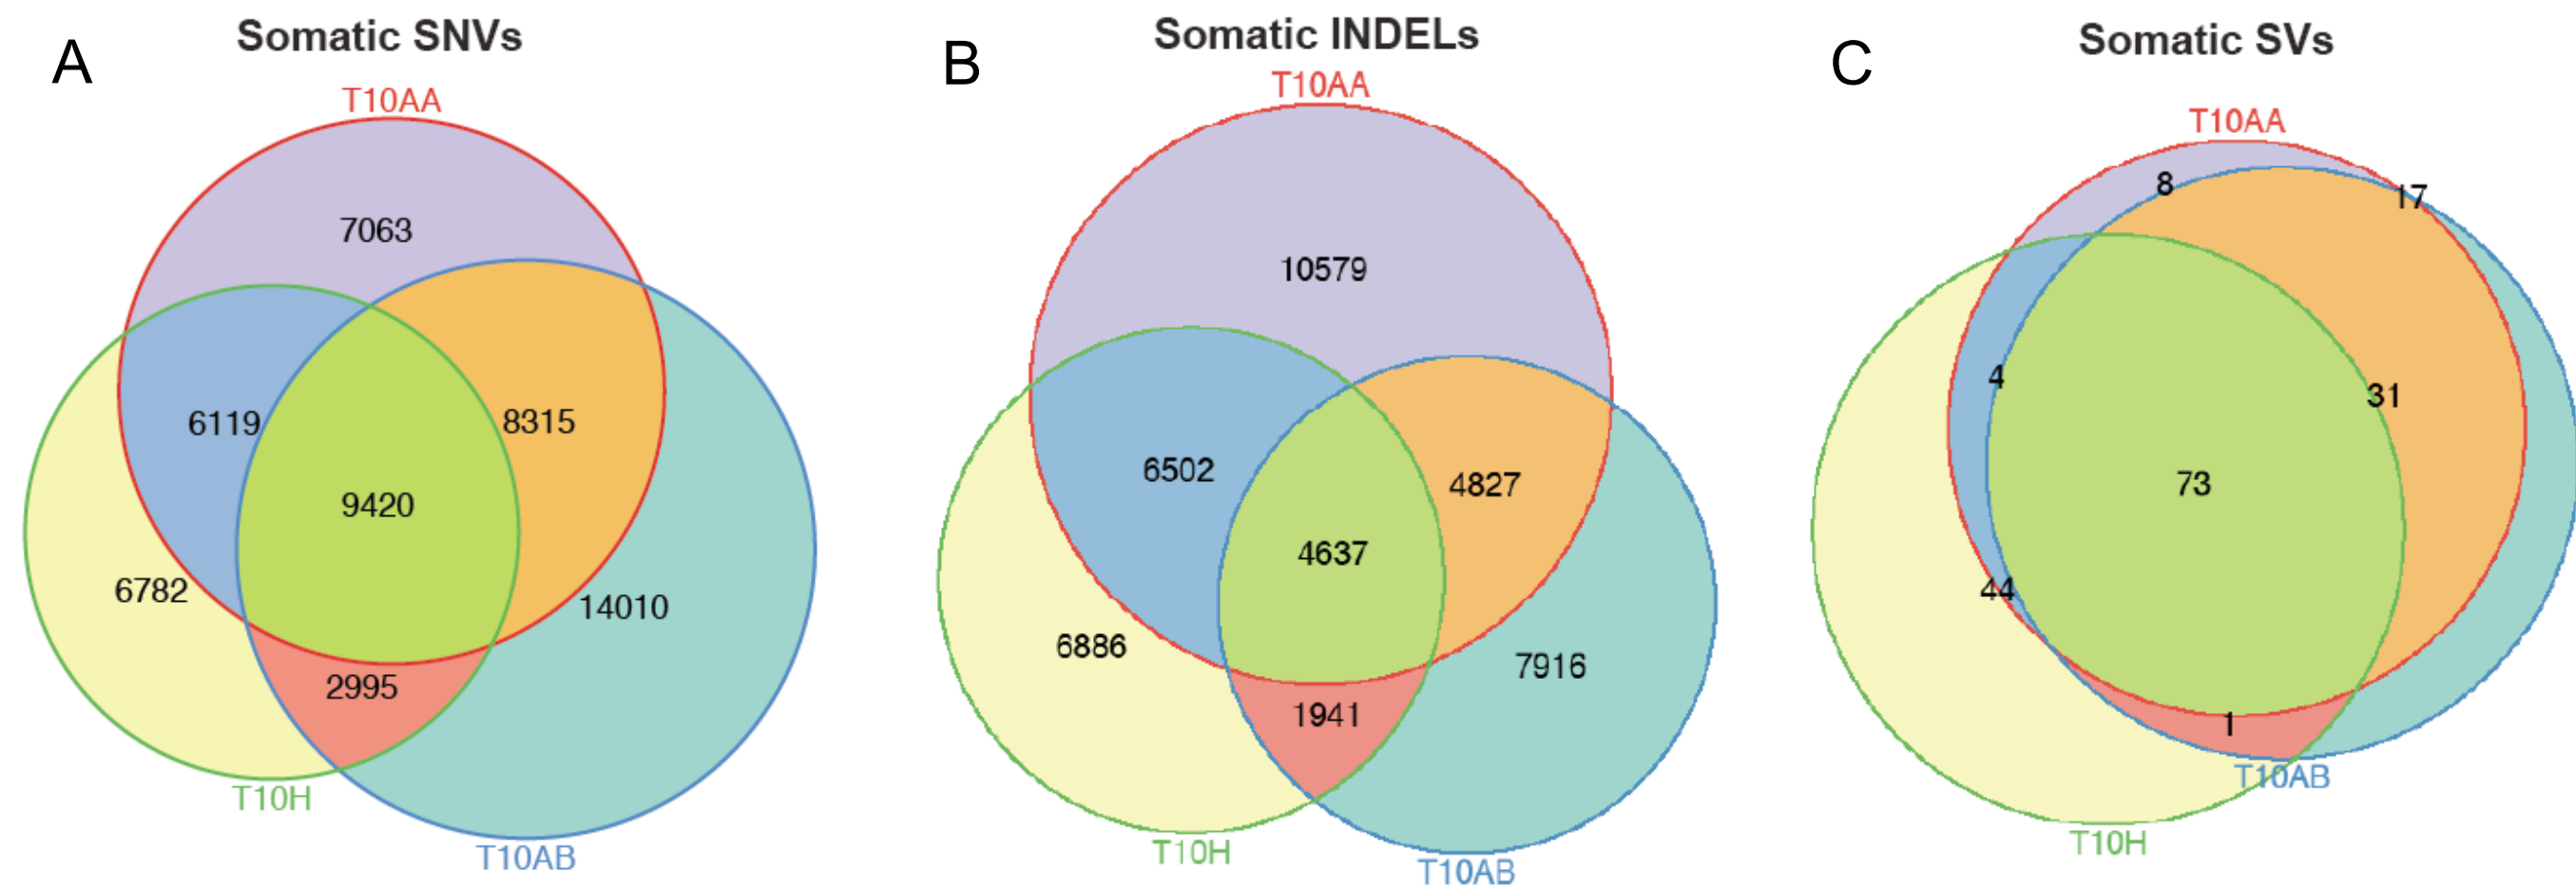 A
Somatic SNVs
T10AA
7063
6119
8315
9420
6782
14010
2995
T10H
T10AB
B
Somatic INDELs
T10AA
10579
6502
4827
4637
6886
7916
1941
T10H
T10AB
C
Somatic SVs
T10AA
8
17
4
31
73
44
1
T10AB
T10H